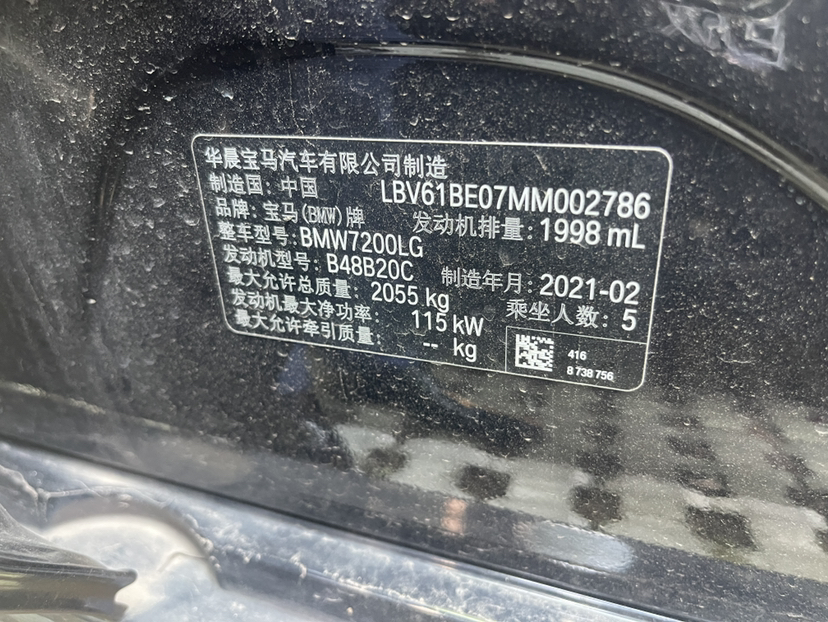 华晨宝马汽车有限公司制造
制造国: 中国 LBV61BE07MM002786
品牌: 宝马(BMW)牌 发动机排量: 1998 mL
整车型号: BMW7200LG
发动机型号: B48B20C 制造年月: 2021-02
最大允许总质量: 2055 kg 乘坐人数: 5
发动机最大净功率: 115 kW
最大允许牵引质量: -- kg
416
8 738 756